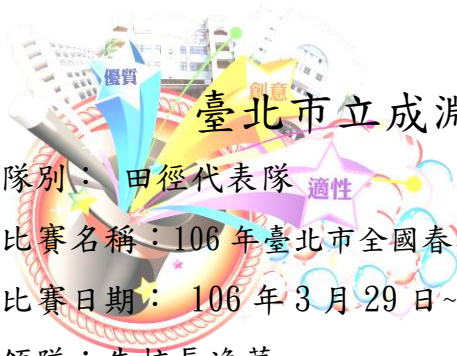 優質
創意
臺北市立成淵
適性
隊別： 田徑代表隊
比賽名稱：106 年臺北市全國春
比賽日期： 106 年 3 月 29 日~